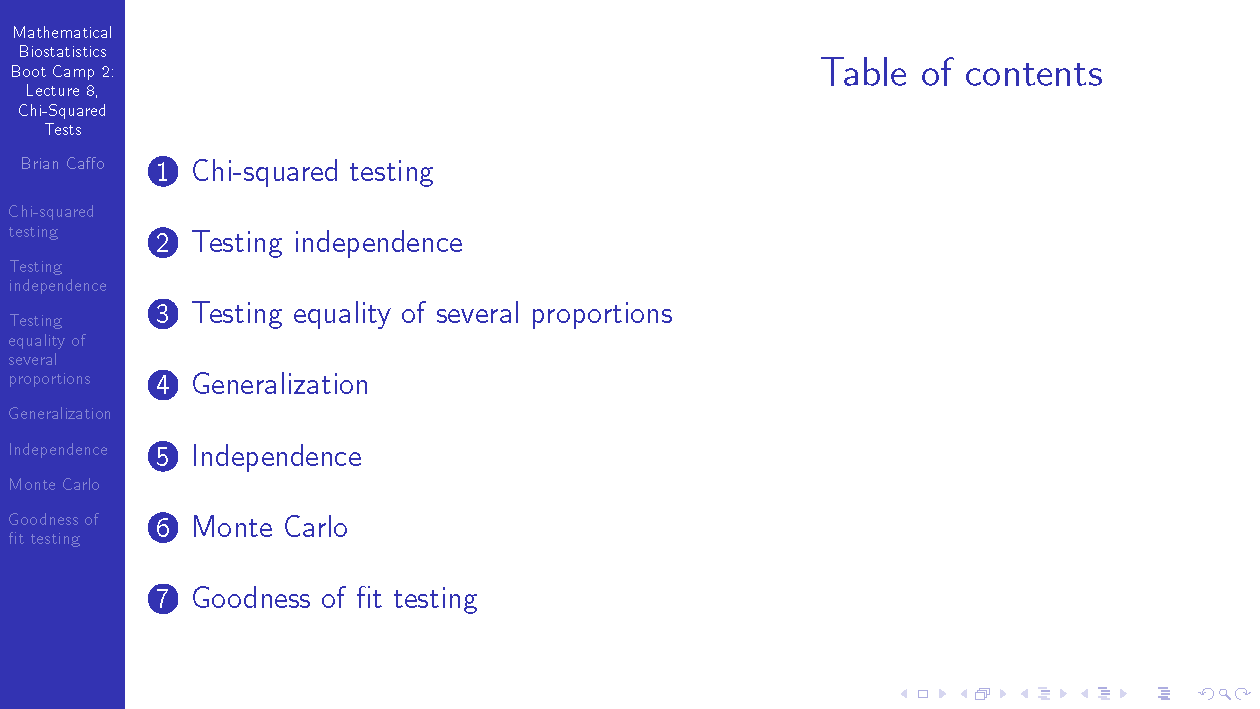 Mathematical
Biostatistics
Boot Camp 2:
Lecture 8,
Chi-Squared
Tests
Brian Caffo
Chi-squared
testing
Testing
independence
Testing
equality of
several
proportions
Generalization
Independence
Monte Carlo
Goodness of
fit testing
Table of contents
1 Chi-squared testing
2 Testing independence
3 Testing equality of several proportions
4 Generalization
5 Independence
6 Monte Carlo
7 Goodness of fit testing